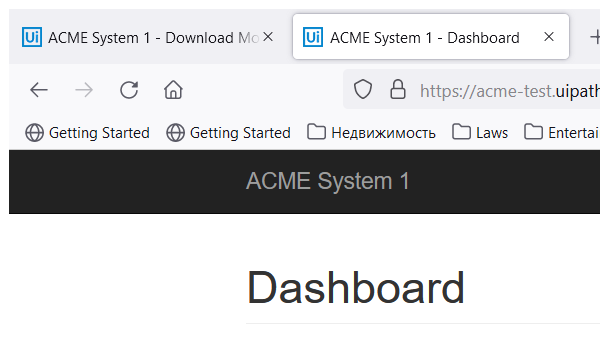 Ui ACME System 1 - Download Mo Ui ACME System 1 - Dashboard
https://acme-test.uipath
Getting Started Getting Started Недвижимость Laws Entertai
ACME System 1
Dashboard